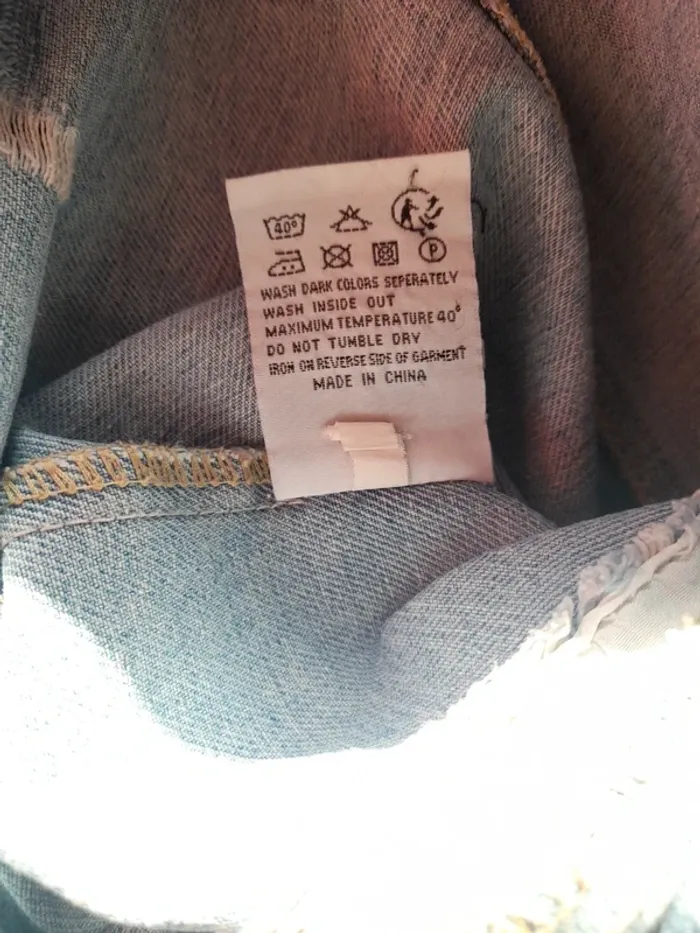 40°
P
WASH DARK COLORS SEPERATELY
WASH INSIDE OUT
MAXIMUM TEMPERATURE 40°
DO NOT TUMBLE DRY
IRON ON REVERSE SIDE OF GARMENT
MADE IN CHINA